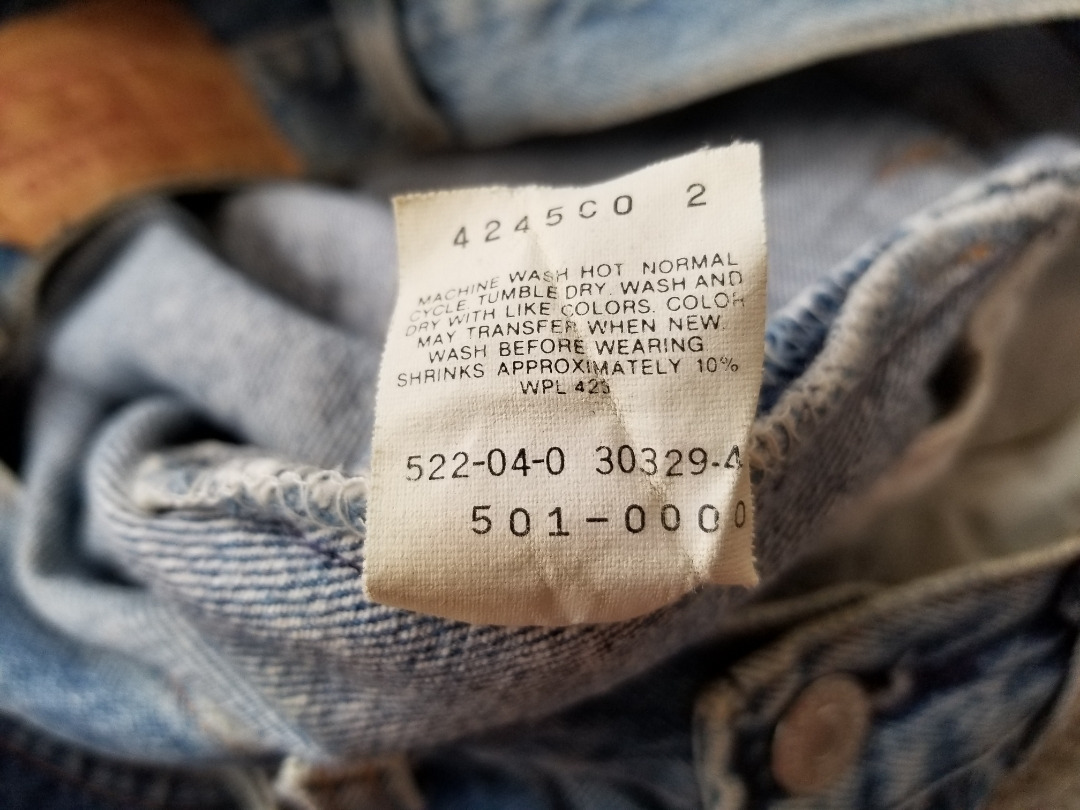 4245C0 2
MACHINE WASH HOT NORMAL
CYCLE TUMBLE DRY. WASH AND
DRY WITH LIKE COLORS. COLOR
MAY TRANSFER WHEN NEW.
WASH BEFORE WEARING
SHRINKS APPROXIMATELY 10%
WPL 423
522-04-0 30329-4
501-0000